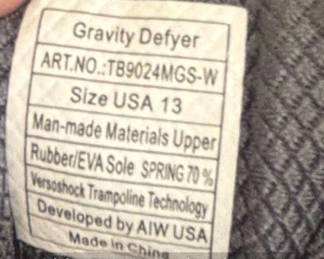 Gravity Defyer
ART.NO.:TB9024MGS-W
Size USA 13
Man-made Materials Upper
Rubber/EVA Sole SPRING 70 %
Versoshock Trampoline Technology
Developed by AIW USA
Made in China